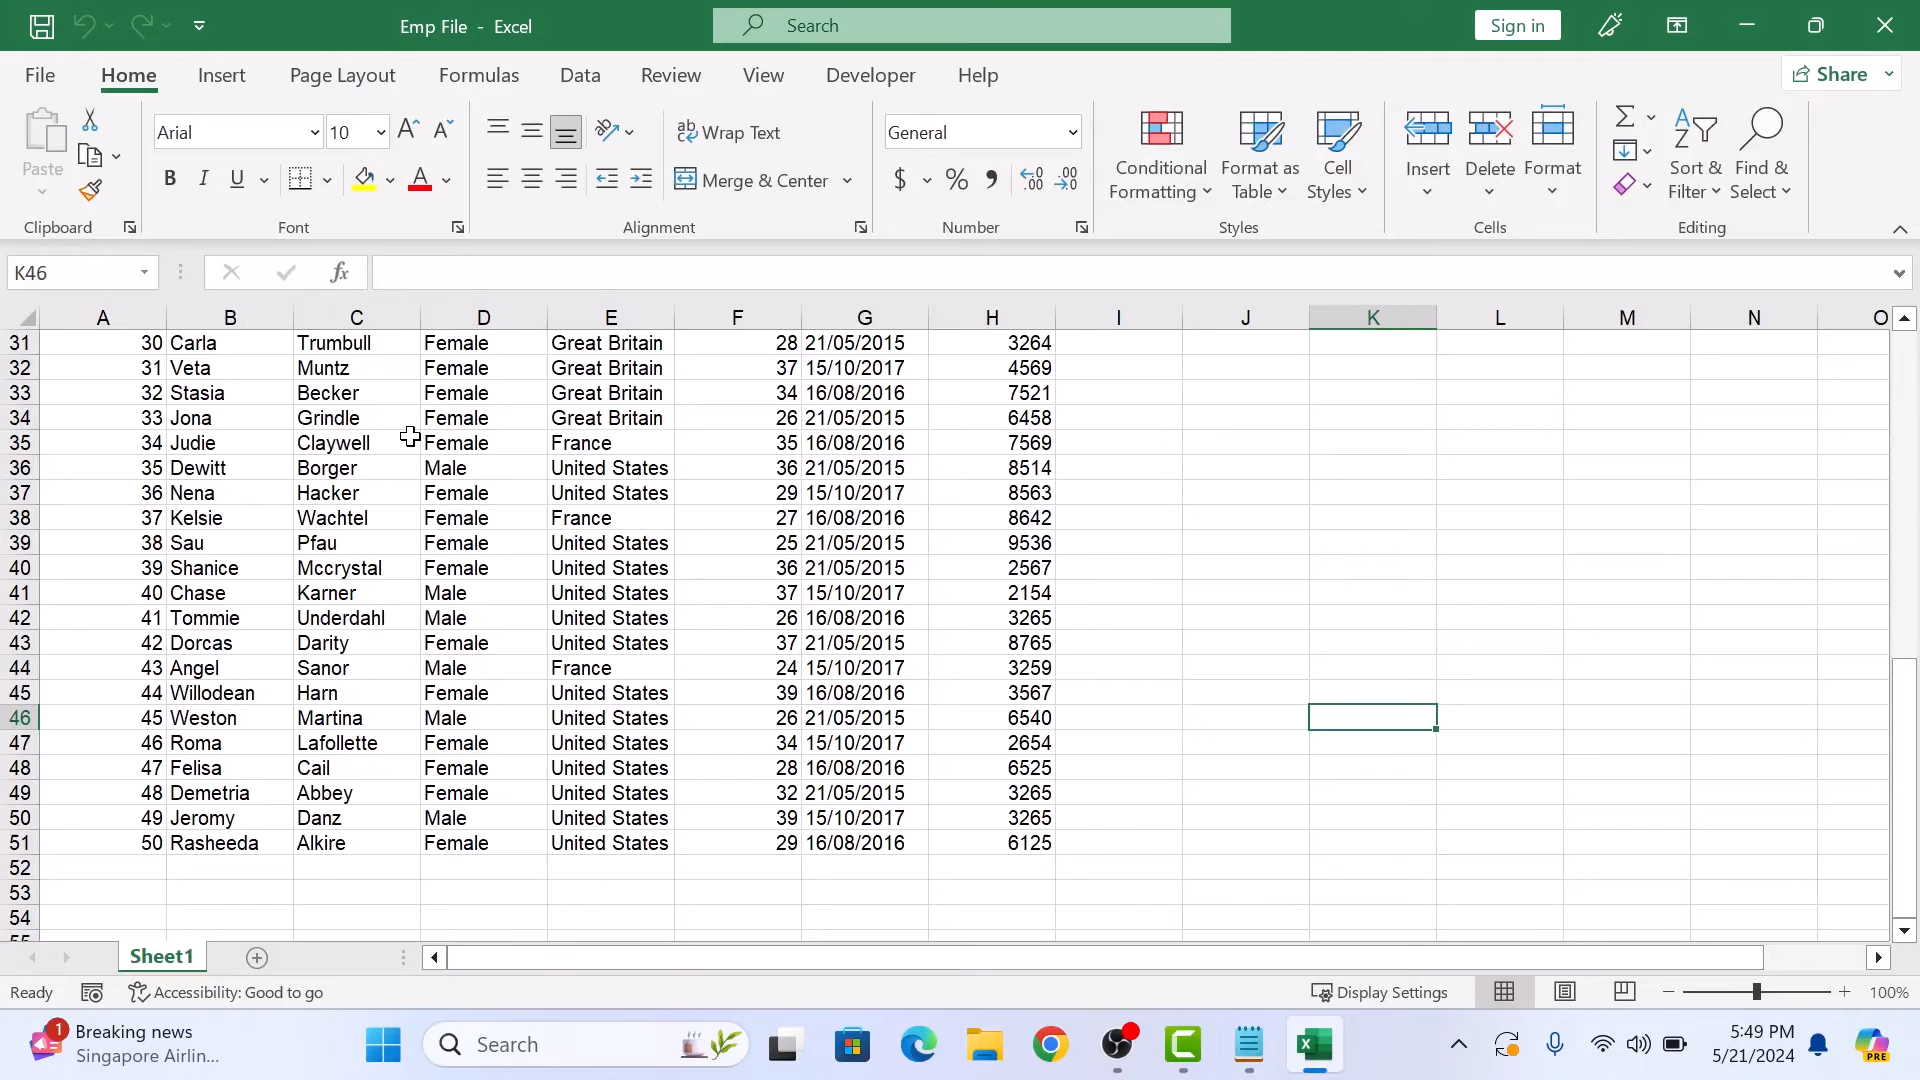 Emp File - Excel
Search
Sign in
File Home Insert Page Layout Formulas Data Review View Developer Help
Share
Paste
Arial 10
B I U A
ab Wrap Text
Merge & Center
General
$ % 9 .00 .00
Conditional Formatting
Format as Table
Cell Styles
Insert Delete Format
Sort & Filter
Find & Select
Clipboard Font Alignment Number Styles Cells Editing
K46 fx
A B C D E F G H I J K L M N O
31 30 Carla Trumbull Female Great Britain 28 21/05/2015 3264
32 31 Veta Muntz Female Great Britain 37 15/10/2017 4569
33 32 Stasia Becker Female Great Britain 34 16/08/2016 7521
34 33 Jona Grindle Female Great Britain 26 21/05/2015 6458
35 34 Judie Claywell Female France 35 16/08/2016 7569
36 35 Dewitt Borger Male United States 36 21/05/2015 8514
37 36 Nena Hacker Female United States 29 15/10/2017 8563
38 37 Kelsie Wachtel Female France 27 16/08/2016 8642
39 38 Sau Pfau Female United States 25 21/05/2015 9536
40 39 Shanice Mccrystal Female United States 36 21/05/2015 2567
41 40 Chase Karner Male United States 37 15/10/2017 2154
42 41 Tommie Underdahl Male United States 26 16/08/2016 3265
43 42 Dorcas Darity Female United States 37 21/05/2015 8765
44 43 Angel Sanor Male France 24 15/10/2017 3259
45 44 Willodean Harn Female United States 39 16/08/2016 3567
46 45 Weston Martina Male United States 26 21/05/2015 6540
47 46 Roma Lafollette Female United States 34 15/10/2017 2654
48 47 Felisa Cail Female United States 28 16/08/2016 6525
49 48 Demetria Abbey Female United States 32 21/05/2015 3265
50 49 Jeromy Danz Male United States 39 15/10/2017 3265
51 50 Rasheeda Alkire Female United States 29 16/08/2016 6125
52
53
54
55
Sheet1
Ready Accessibility: Good to go Display Settings 100%
1 Breaking news
Singapore Airlin...
Search
5:49 PM
5/21/2024
PRE